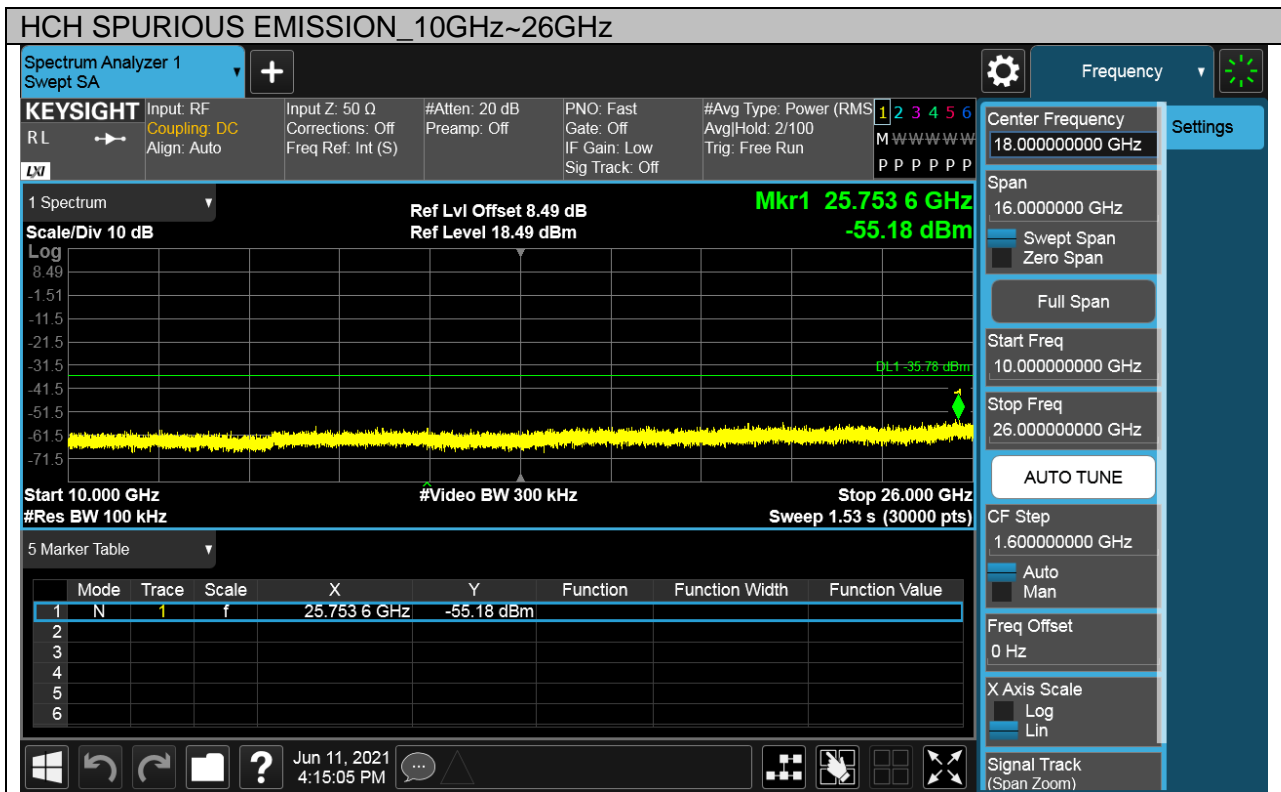 HCH SPURIOUS EMISSION_10GHz~26GHz
Spectrum Analyzer 1
Swept SA
Frequency
KEYSIGHT
RL
LXI
Input: RF
Coupling: DC
Align: Auto
Input Z: 50 Ω
Corrections: Off
Freq Ref: Int (S)
#Atten: 20 dB
Preamp: Off
PNO: Fast
Gate: Off
IF Gain: Low
Sig Track: Off
#Avg Type: Power (RMS
Avg|Hold: 2/100
Trig: Free Run
1 2 3 4 5 6
M W W W W W
P P P P P P
1 Spectrum
Scale/Div 10 dB
Ref Lvl Offset 8.49 dB
Ref Level 18.49 dBm
Mkr1 25.753 6 GHz
-55.18 dBm
Log
8.49
-1.51
-11.5
-21.5
-31.5
-41.5
-51.5
-61.5
-71.5
DL1 -35.78 dBm
1
Start 10.000 GHz
#Res BW 100 kHz
#Video BW 300 kHz
Stop 26.000 GHz
Sweep 1.53 s (30000 pts)
5 Marker Table
Mode Trace Scale X Y Function Function Width Function Value
1 N 1 f 25.753 6 GHz -55.18 dBm
2
3
4
5
6
Jun 11, 2021
4:15:05 PM
Settings
Center Frequency
18.000000000 GHz
Span
16.0000000 GHz
Swept Span
Zero Span
Full Span
Start Freq
10.000000000 GHz
Stop Freq
26.000000000 GHz
AUTO TUNE
CF Step
1.600000000 GHz
Auto
Man
Freq Offset
0 Hz
X Axis Scale
Log
Lin
Signal Track
(Span Zoom)